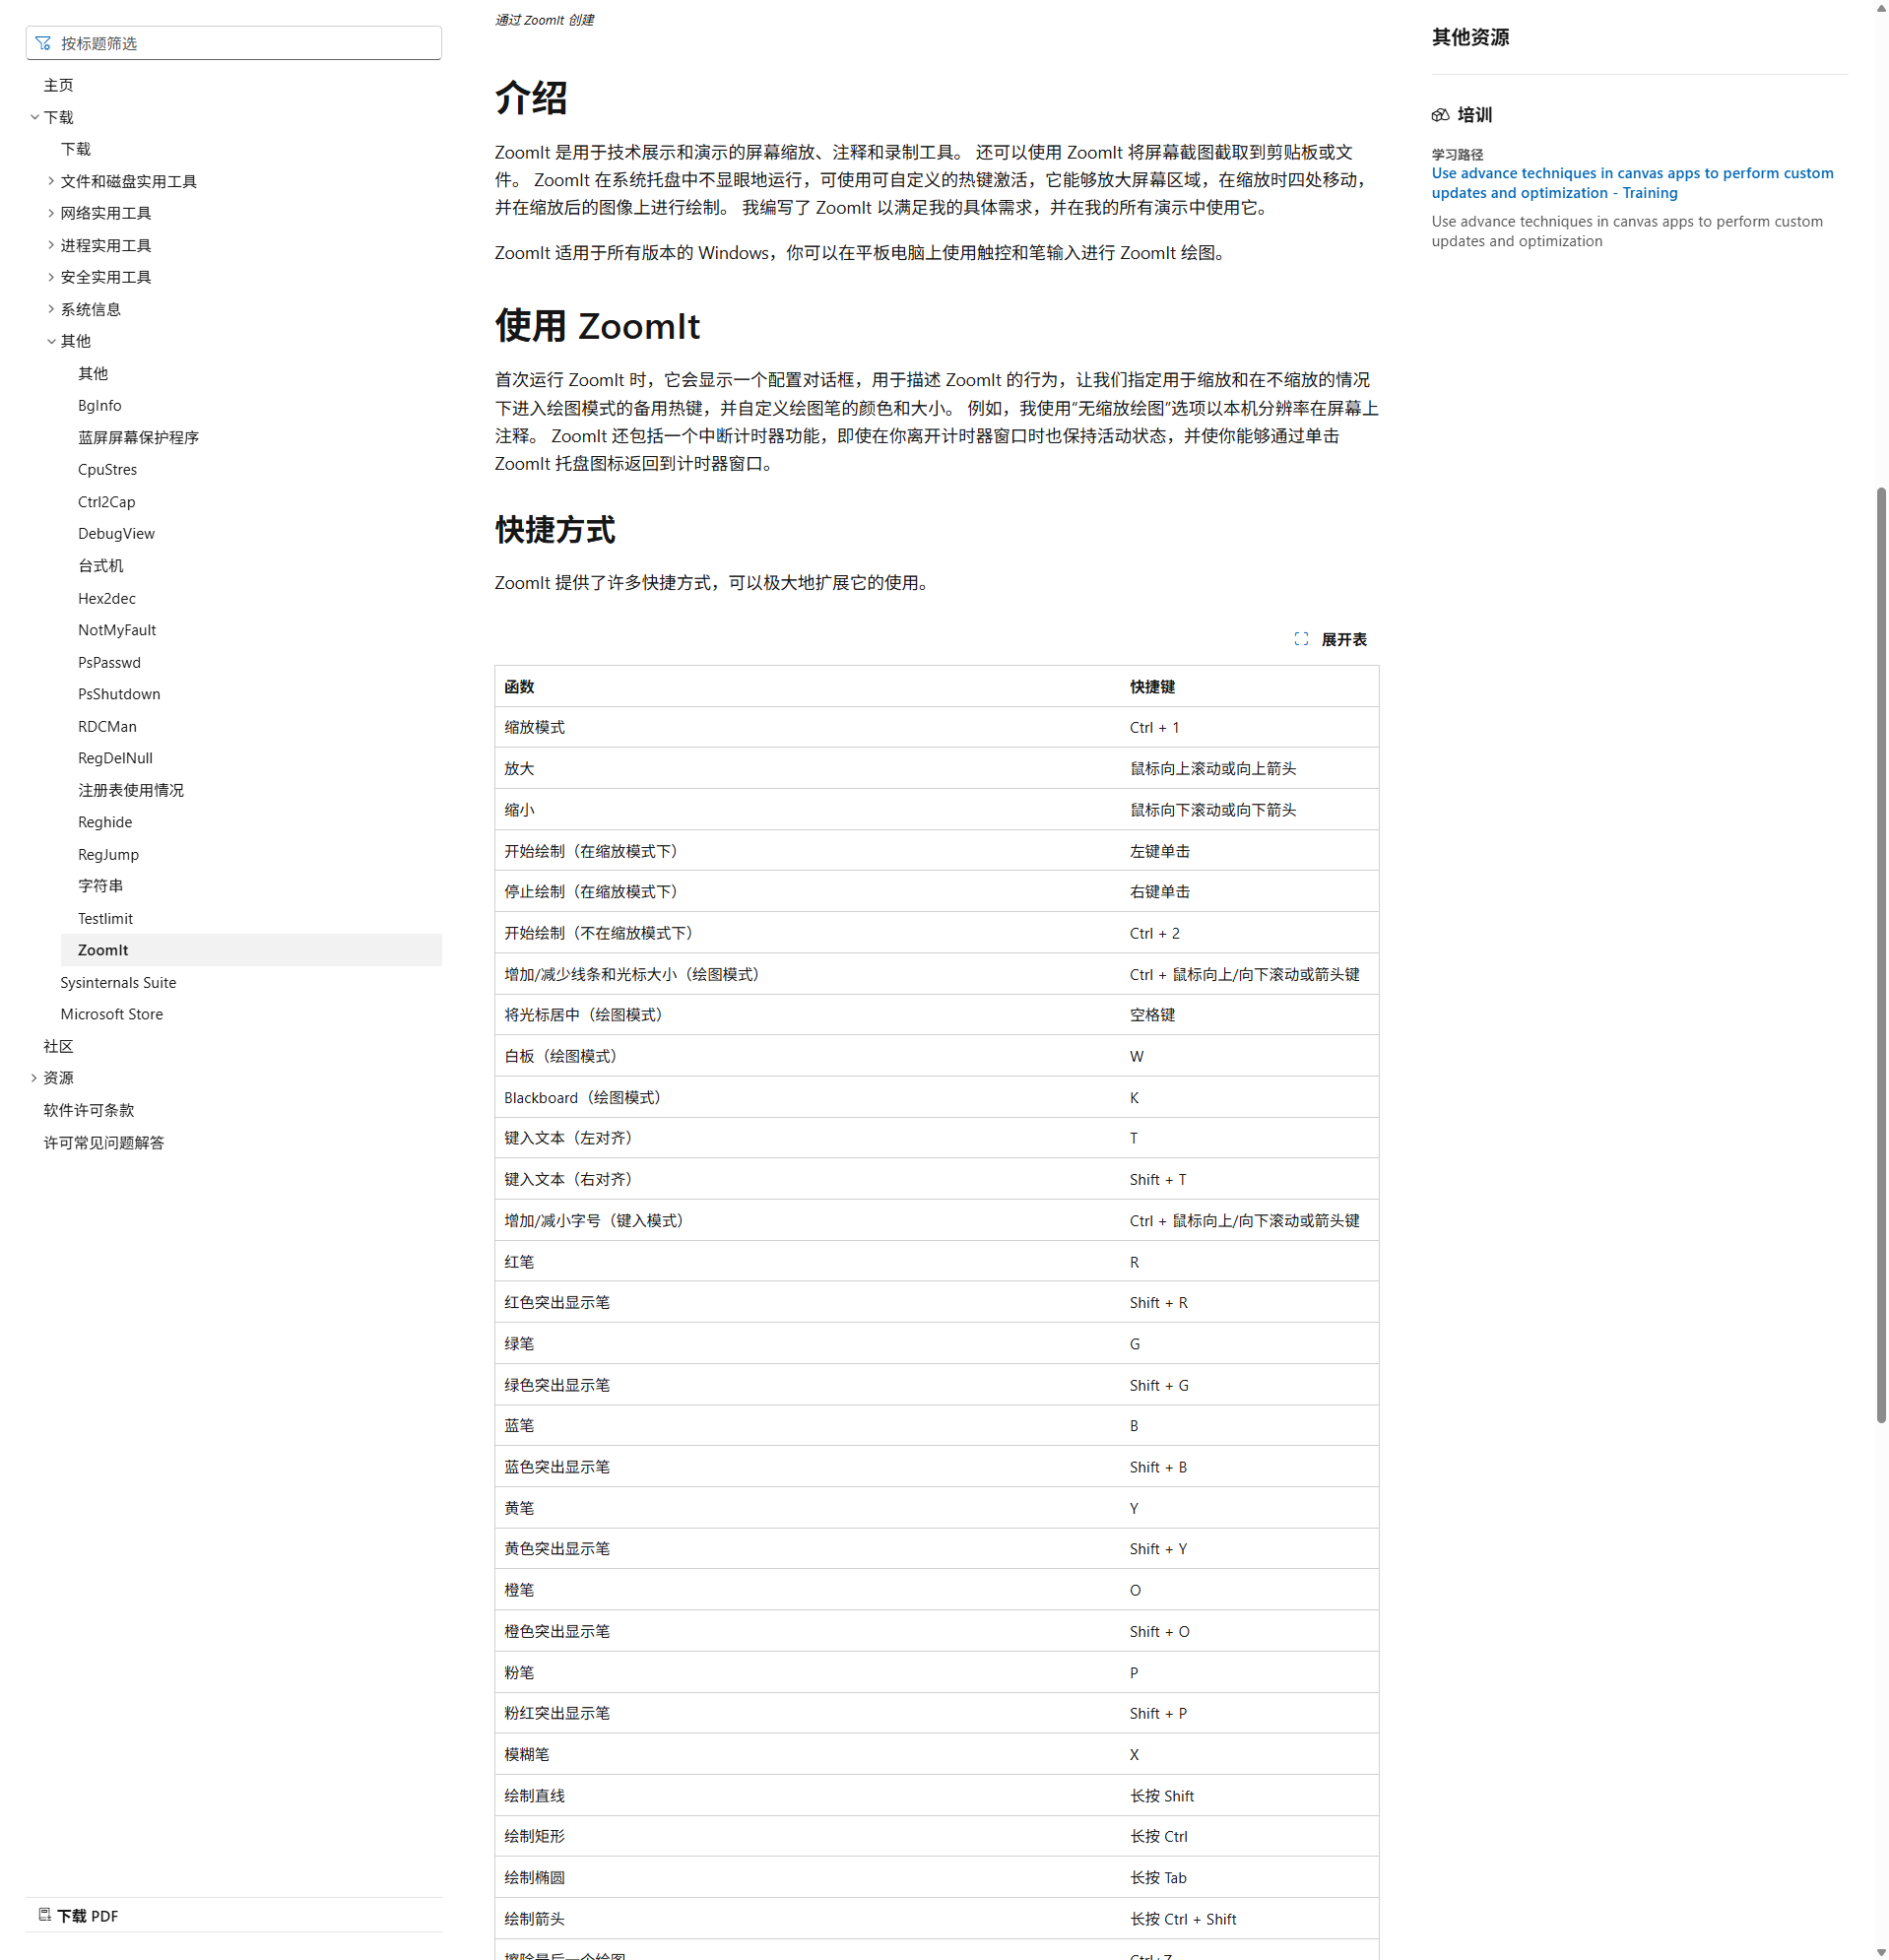 按标题筛选
主页
下载
下载
文件和磁盘实用工具
网络实用工具
进程实用工具
安全实用工具
系统信息
其他
其他
BgInfo
蓝屏屏幕保护程序
CpuStres
Ctrl2Cap
DebugView
台式机
Hex2dec
NotMyFault
PsPasswd
PsShutdown
RDCMan
RegDelNull
注册表使用情况
Reghide
RegJump
字符串
Testlimit
ZoomIt
Sysinternals Suite
Microsoft Store
社区
资源
软件许可条款
许可常见问题解答
下载 PDF
通过 ZoomIt 创建
介绍
ZoomIt 是用于技术展示和演示的屏幕缩放、注释和录制工具。 还可以使用 ZoomIt 将屏幕截图截取到剪贴板或文
件。 ZoomIt 在系统托盘中不显眼地运行，可使用可自定义的热键激活，它能够放大屏幕区域，在缩放时四处移动，
并在缩放后的图像上进行绘制。 我编写了 ZoomIt 以满足我的具体需求，并在我的所有演示中使用它。
ZoomIt 适用于所有版本的 Windows，你可以在平板电脑上使用触控和笔输入进行 ZoomIt 绘图。
使用 ZoomIt
首次运行 ZoomIt 时，它会显示一个配置对话框，用于描述 ZoomIt 的行为，让我们指定用于缩放和在不缩放的情况
下进入绘图模式的备用热键，并自定义绘图笔的颜色和大小。 例如，我使用“无缩放绘图”选项以本机分辨率在屏幕上
注释。 ZoomIt 还包括一个中断计时器功能，即使在你离开计时器窗口时也保持活动状态，并使你能够通过单击
ZoomIt 托盘图标返回到计时器窗口。
快捷方式
ZoomIt 提供了许多快捷方式，可以极大地扩展它的使用。
展开表
函数 快捷键
缩放模式 Ctrl + 1
放大 鼠标向上滚动或向上箭头
缩小 鼠标向下滚动或向下箭头
开始绘制（在缩放模式下） 左键单击
停止绘制（在缩放模式下） 右键单击
开始绘制（不在缩放模式下） Ctrl + 2
增加/减少线条和光标大小（绘图模式） Ctrl + 鼠标向上/向下滚动或箭头键
将光标居中（绘图模式） 空格键
白板（绘图模式） W
Blackboard（绘图模式） K
键入文本（左对齐） T
键入文本（右对齐） Shift + T
增加/减小字号（键入模式） Ctrl + 鼠标向上/向下滚动或箭头键
红笔 R
红色突出显示笔 Shift + R
绿笔 G
绿色突出显示笔 Shift + G
蓝笔 B
蓝色突出显示笔 Shift + B
黄笔 Y
黄色突出显示笔 Shift + Y
橙笔 O
橙色突出显示笔 Shift + O
粉笔 P
粉红突出显示笔 Shift + P
模糊笔 X
绘制直线 长按 Shift
绘制矩形 长按 Ctrl
绘制椭圆 长按 Tab
绘制箭头 长按 Ctrl + Shift
擦除最后一个绘图 Ctrl+Z
其他资源
培训
学习路径
Use advance techniques in canvas apps to perform custom
updates and optimization - Training
Use advance techniques in canvas apps to perform custom
updates and optimization